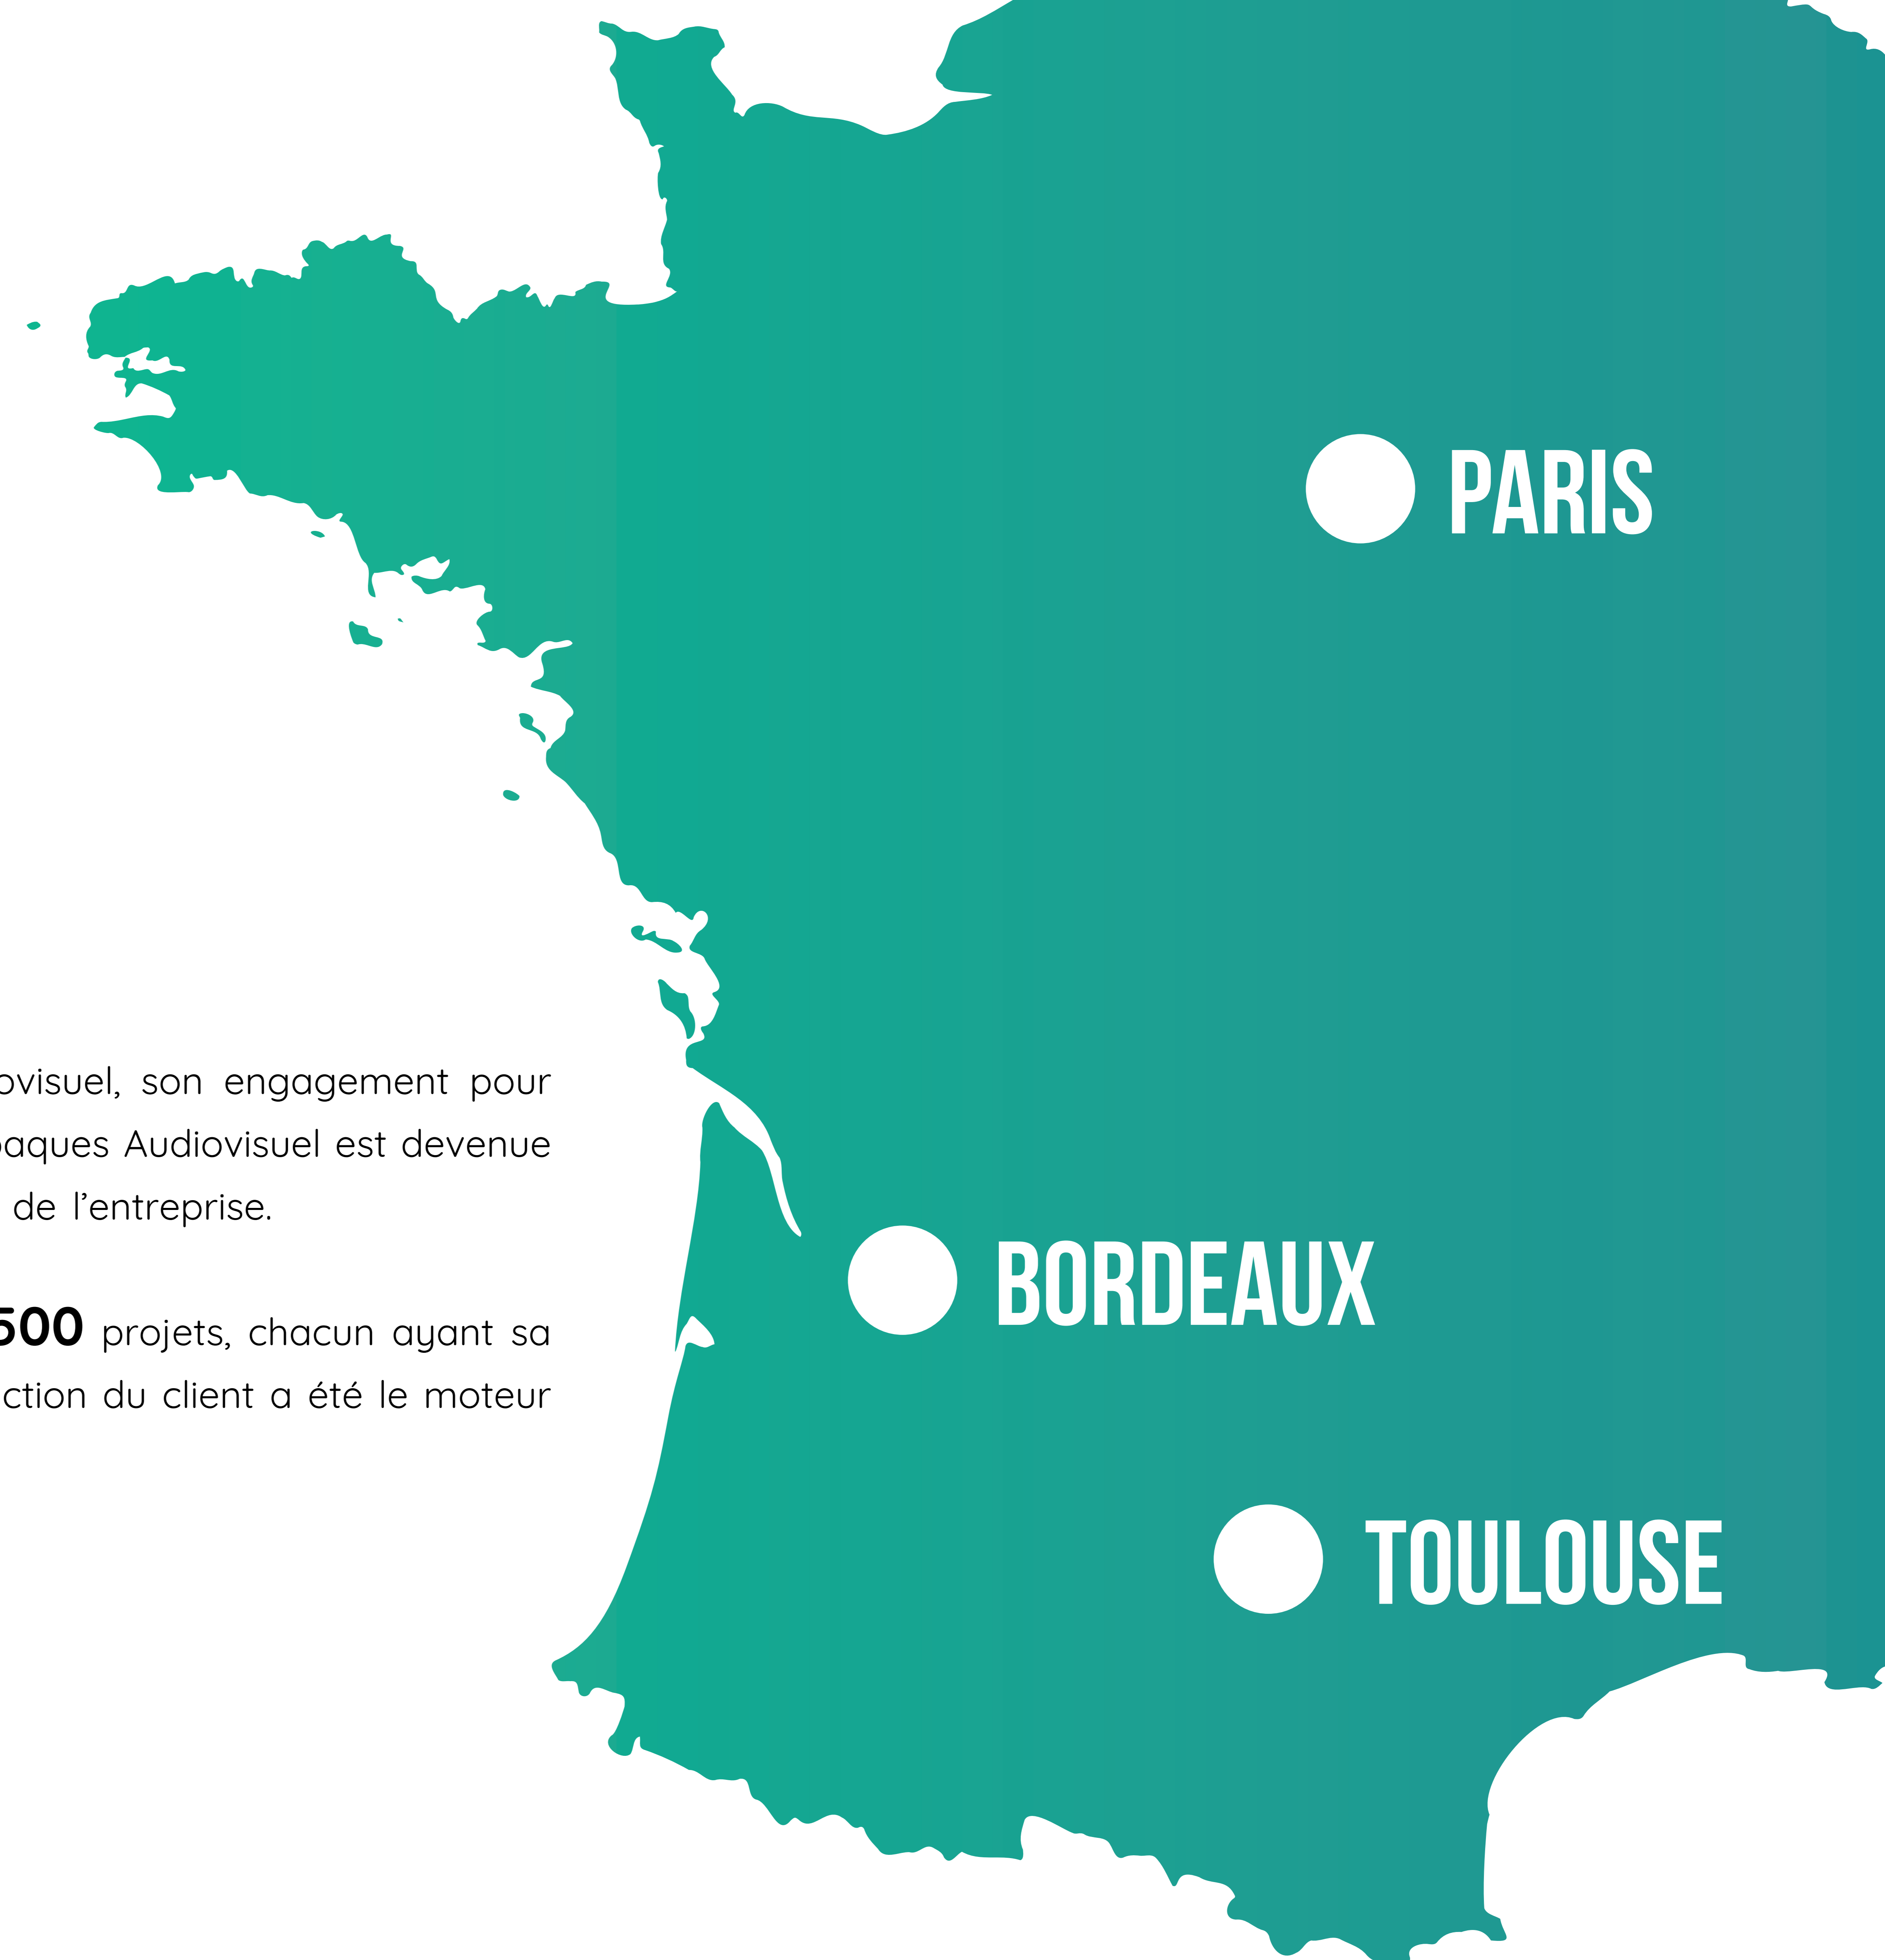 PARIS
ovisuel, son engagement pour
aques Audiovisuel est devenue
de l’entreprise.
BORDEAUX
500 projets, chacun ayant sa
ction du client a été le moteur
TOULOUSE